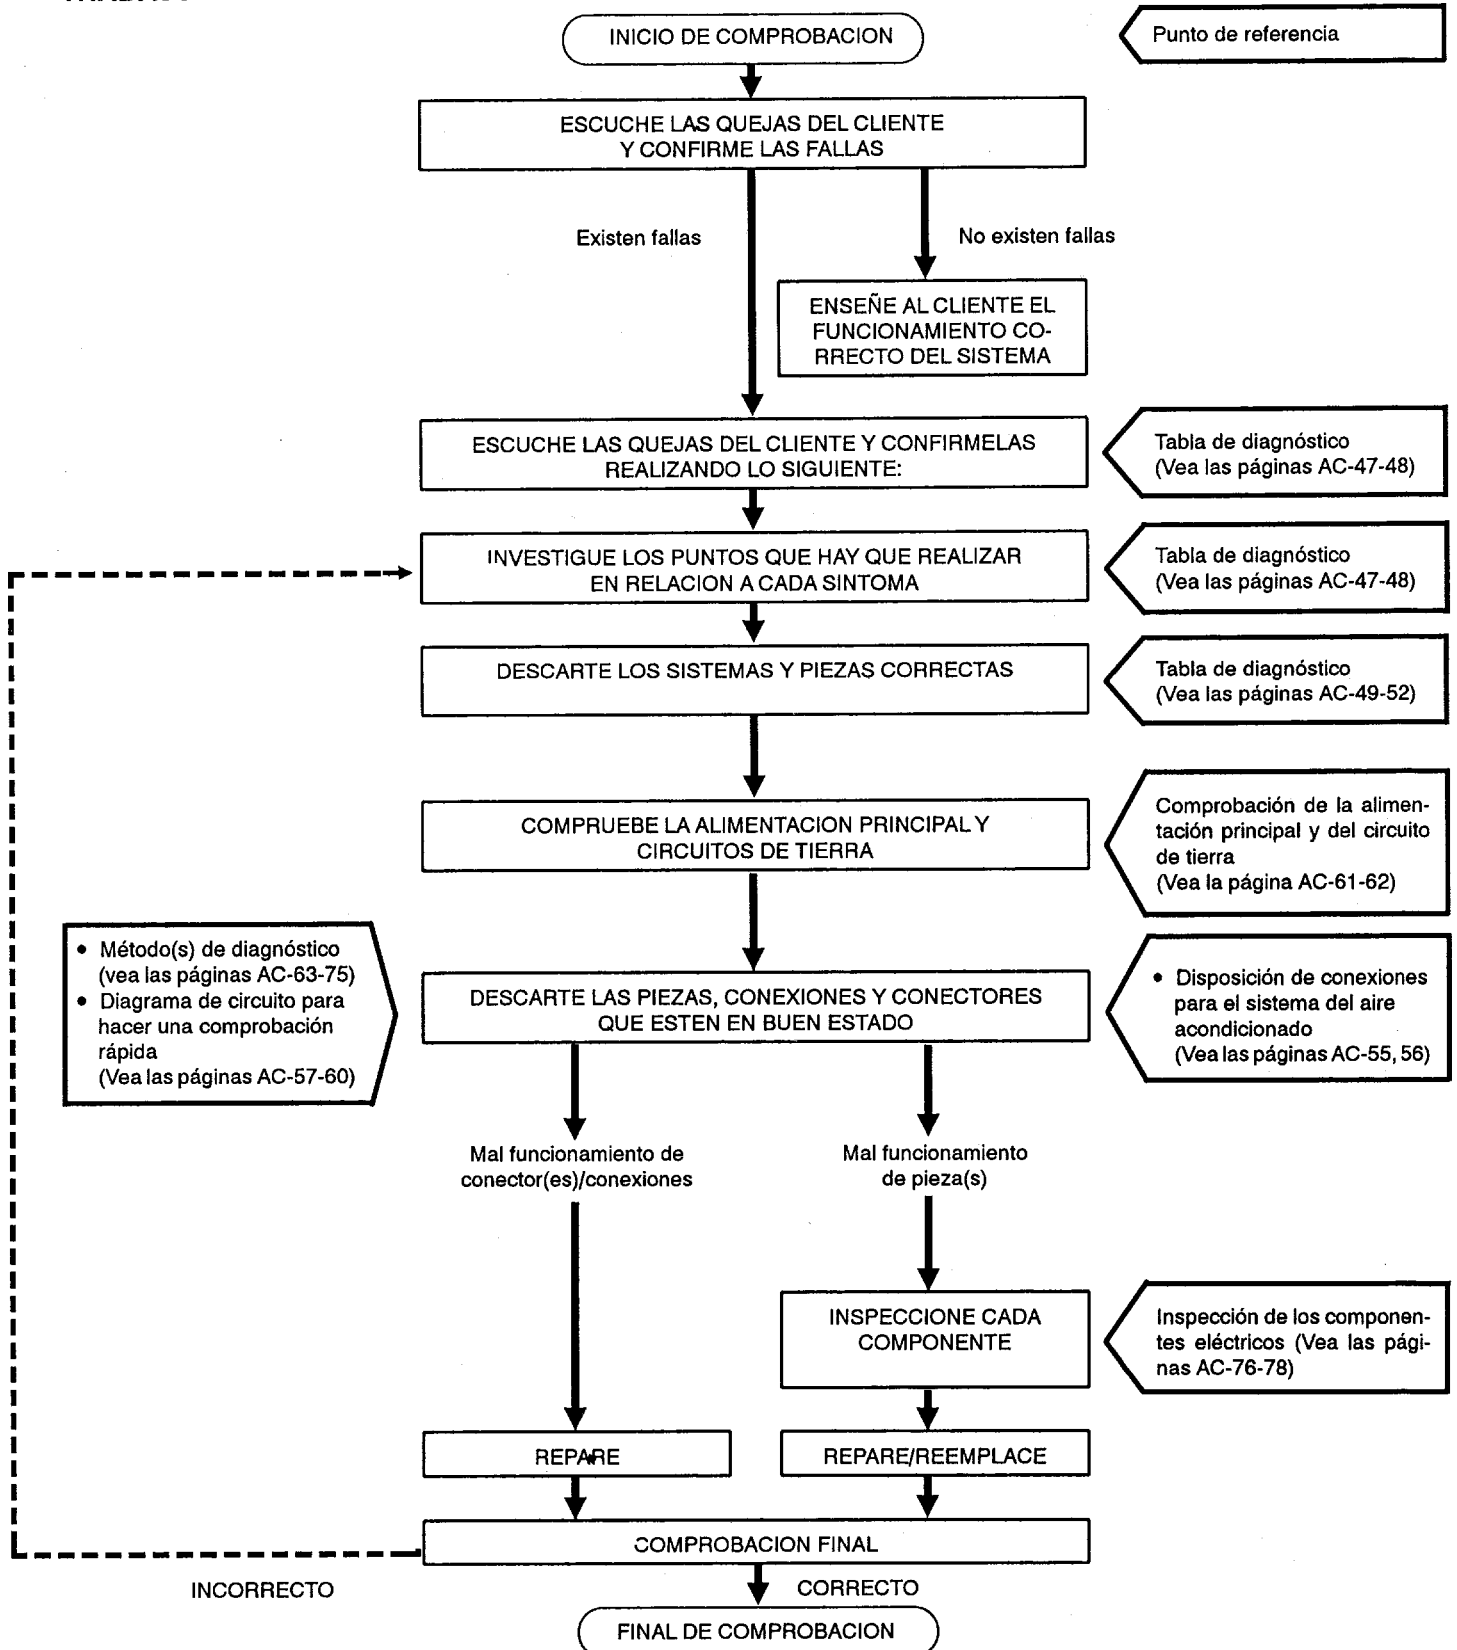 INICIO DE COMPROBACION
Punto de referencia
ESCUCHE LAS QUEJAS DEL CLIENTE
Y CONFIRME LAS FALLAS
Existen fallas
No existen fallas
ENSEÑE AL CLIENTE EL
FUNCIONAMIENTO CO-
RRECTO DEL SISTEMA
ESCUCHE LAS QUEJAS DEL CLIENTE Y CONFIRMELAS
REALIZANDO LO SIGUIENTE:
Tabla de diagnóstico
(Vea las páginas AC-47-48)
INVESTIGUE LOS PUNTOS QUE HAY QUE REALIZAR
EN RELACION A CADA SINTOMA
Tabla de diagnóstico
(Vea las páginas AC-47-48)
DESCARTE LOS SISTEMAS Y PIEZAS CORRECTAS
Tabla de diagnóstico
(Vea las páginas AC-49-52)
COMPRUEBE LA ALIMENTACION PRINCIPAL Y
CIRCUITOS DE TIERRA
Comprobación de la alimen-
tación principal y del circuito
de tierra
(Vea la página AC-61-62)
• Método(s) de diagnóstico
(vea las páginas AC-63-75)
• Diagrama de circuito para
hacer una comprobación
rápida
(Vea las páginas AC-57-60)
DESCARTE LAS PIEZAS, CONEXIONES Y CONECTORES
QUE ESTEN EN BUEN ESTADO
• Disposición de conexiones
para el sistema del aire
acondicionado
(Vea las páginas AC-55, 56)
Mal funcionamiento de
conector(es)/conexiones
Mal funcionamiento
de pieza(s)
INSPECCIONE CADA
COMPONENTE
Inspección de los componen-
tes eléctricos (Vea las pági-
nas AC-76-78)
REPARE
REPARE/REEMPLACE
COMPROBACION FINAL
INCORRECTO
CORRECTO
FINAL DE COMPROBACION